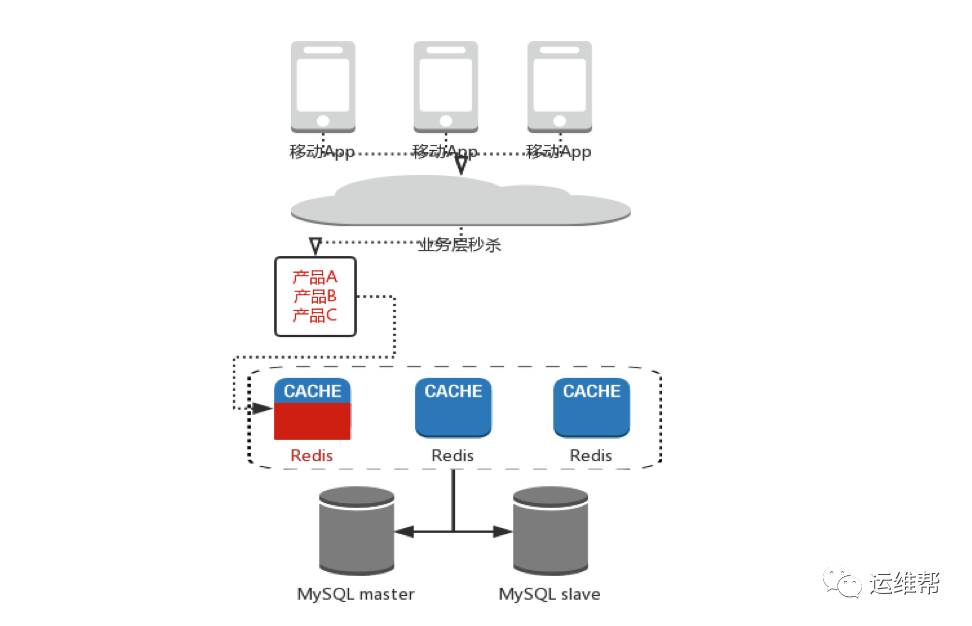 移动App
移动App
移动App
业务层秒杀
产品A
产品B
产品C
CACHE
CACHE
CACHE
Redis
Redis
Redis
MySQL master
MySQL slave
运维帮